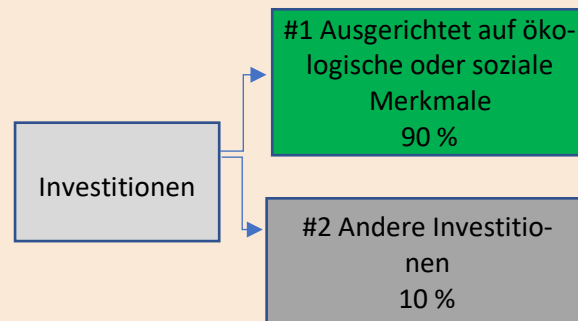 #1 Ausgerichtet auf öko-
logische oder soziale
Merkmale
90 %
Investitionen
#2 Andere Investitio-
nen
10 %